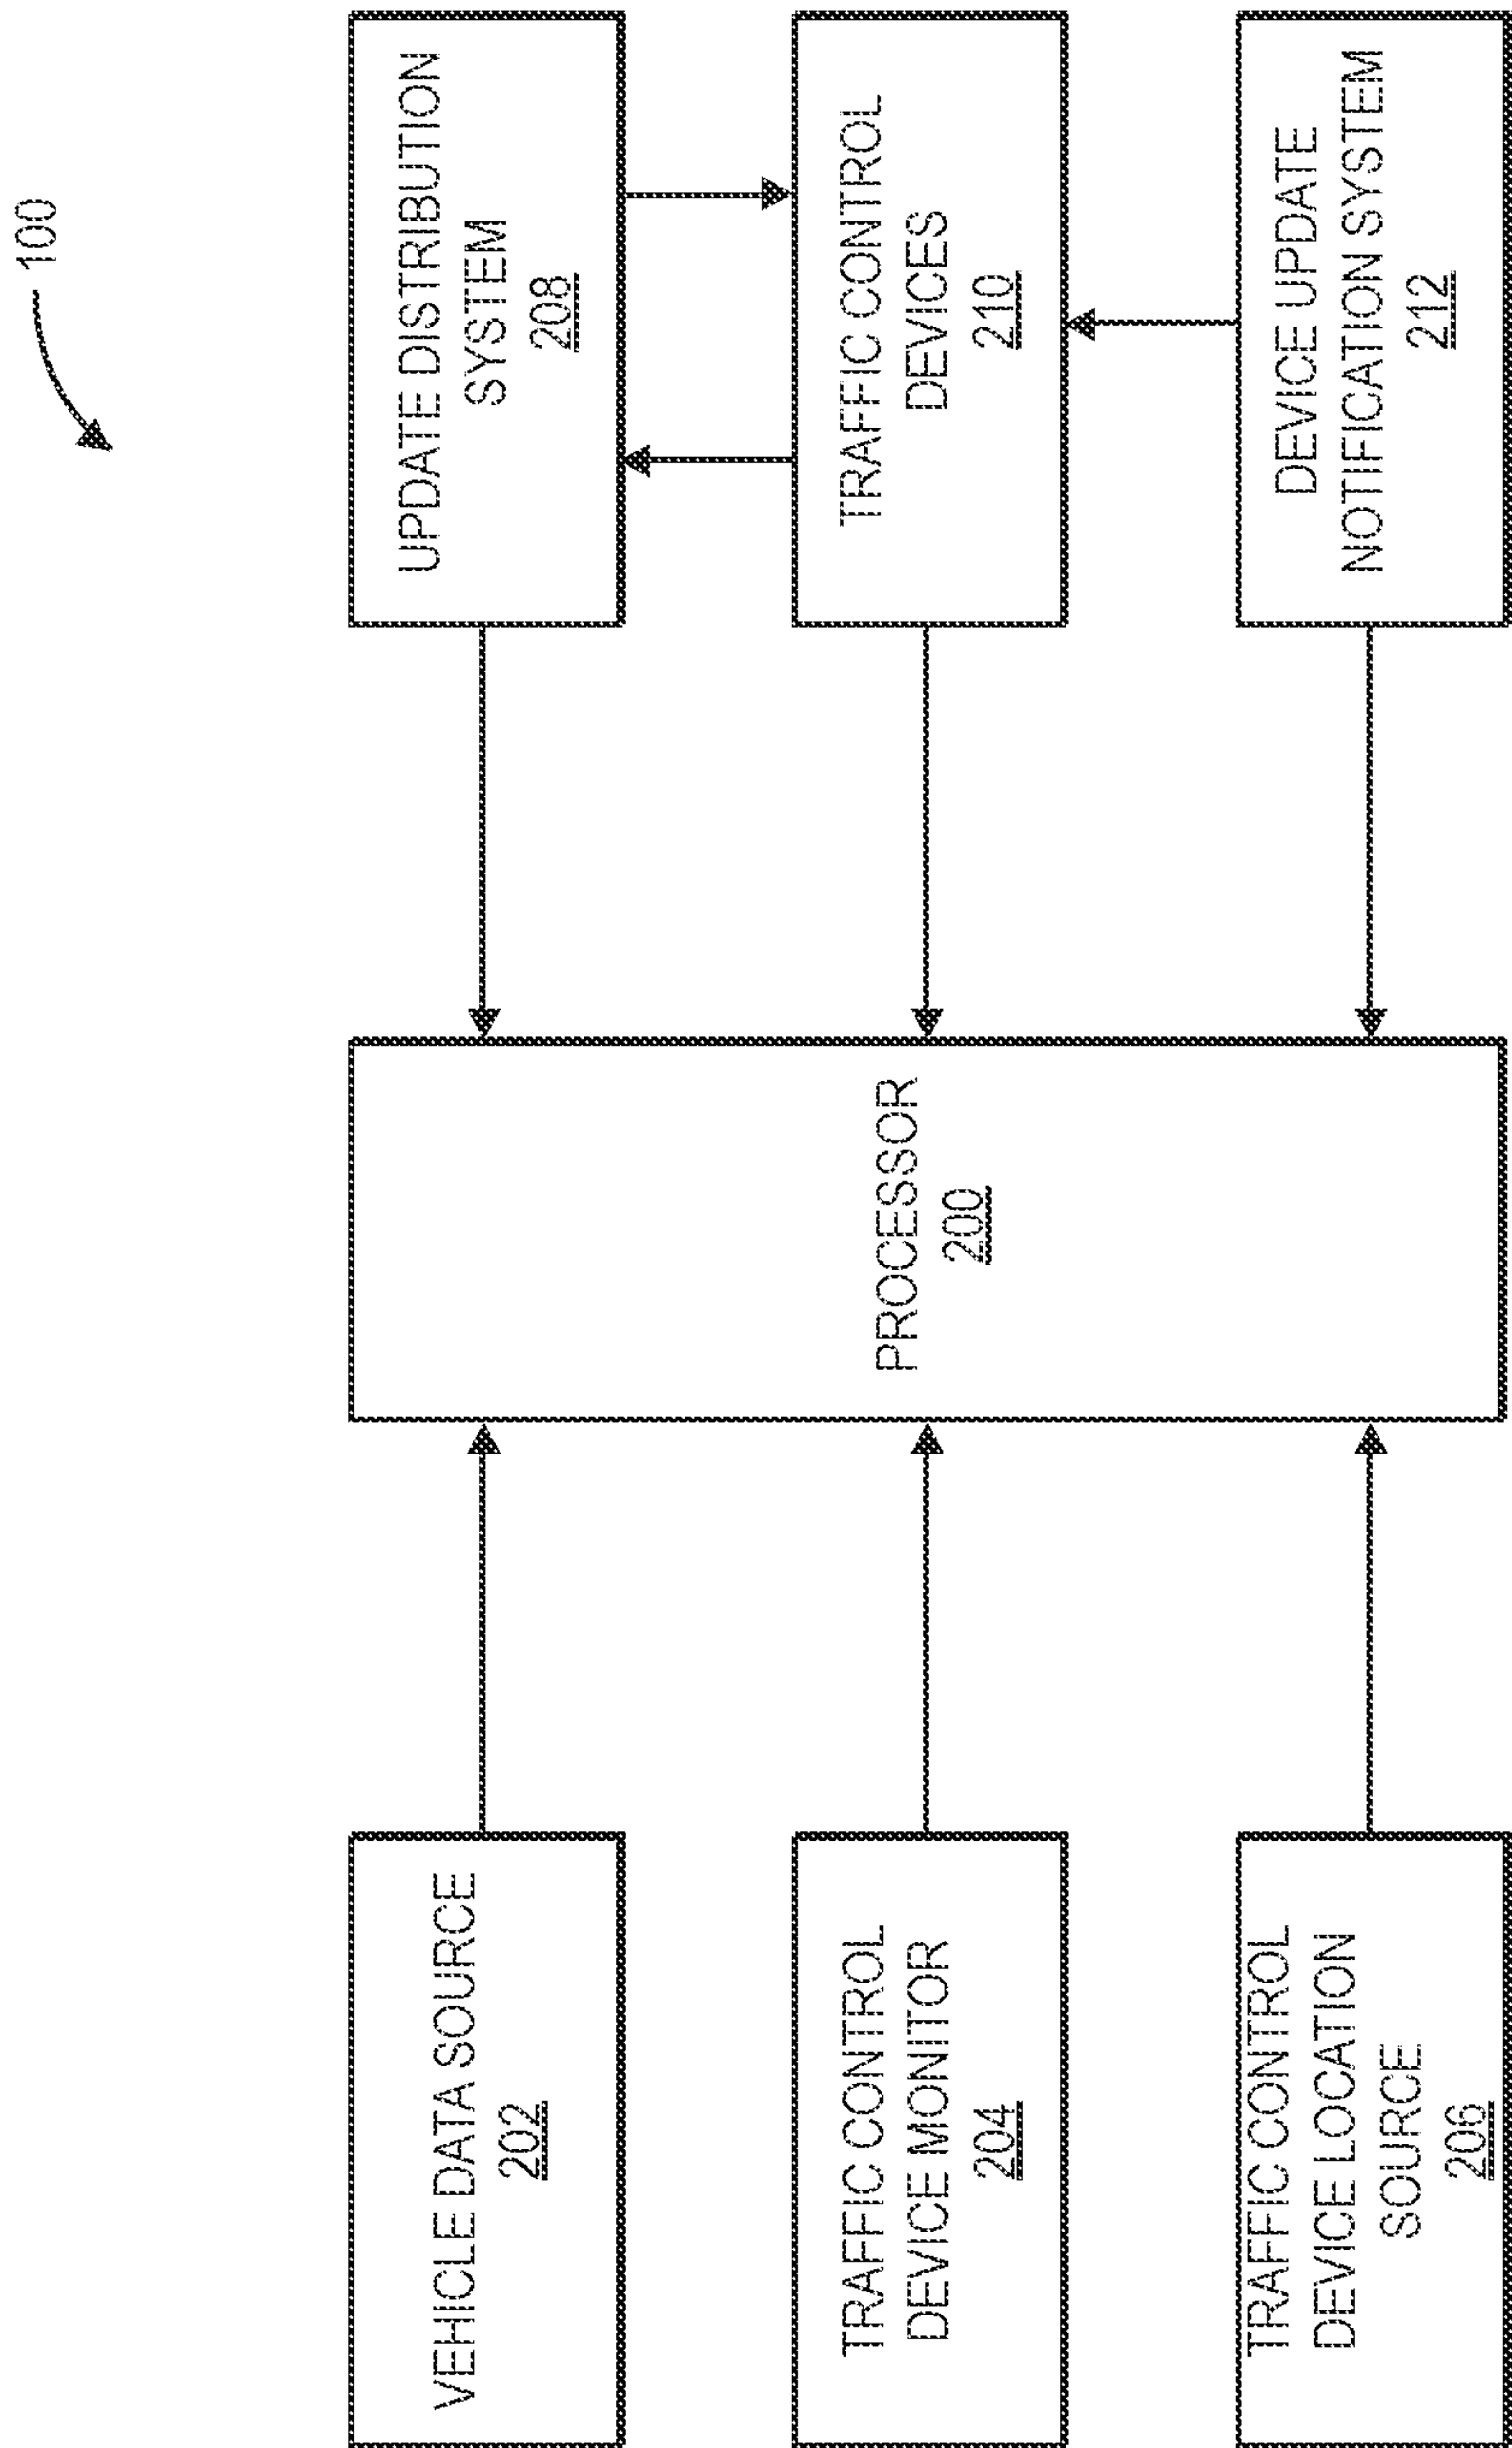 100
VEHICLE DATA SOURCE
202
TRAFFIC CONTROL
DEVICE MONITOR
204
TRAFFIC CONTROL
DEVICE LOCATION
SOURCE
206
PROCESSOR
200
UPDATE DISTRIBUTION
SYSTEM
208
TRAFFIC CONTROL
DEVICES
210
DEVICE UPDATE
NOTIFICATION SYSTEM
212